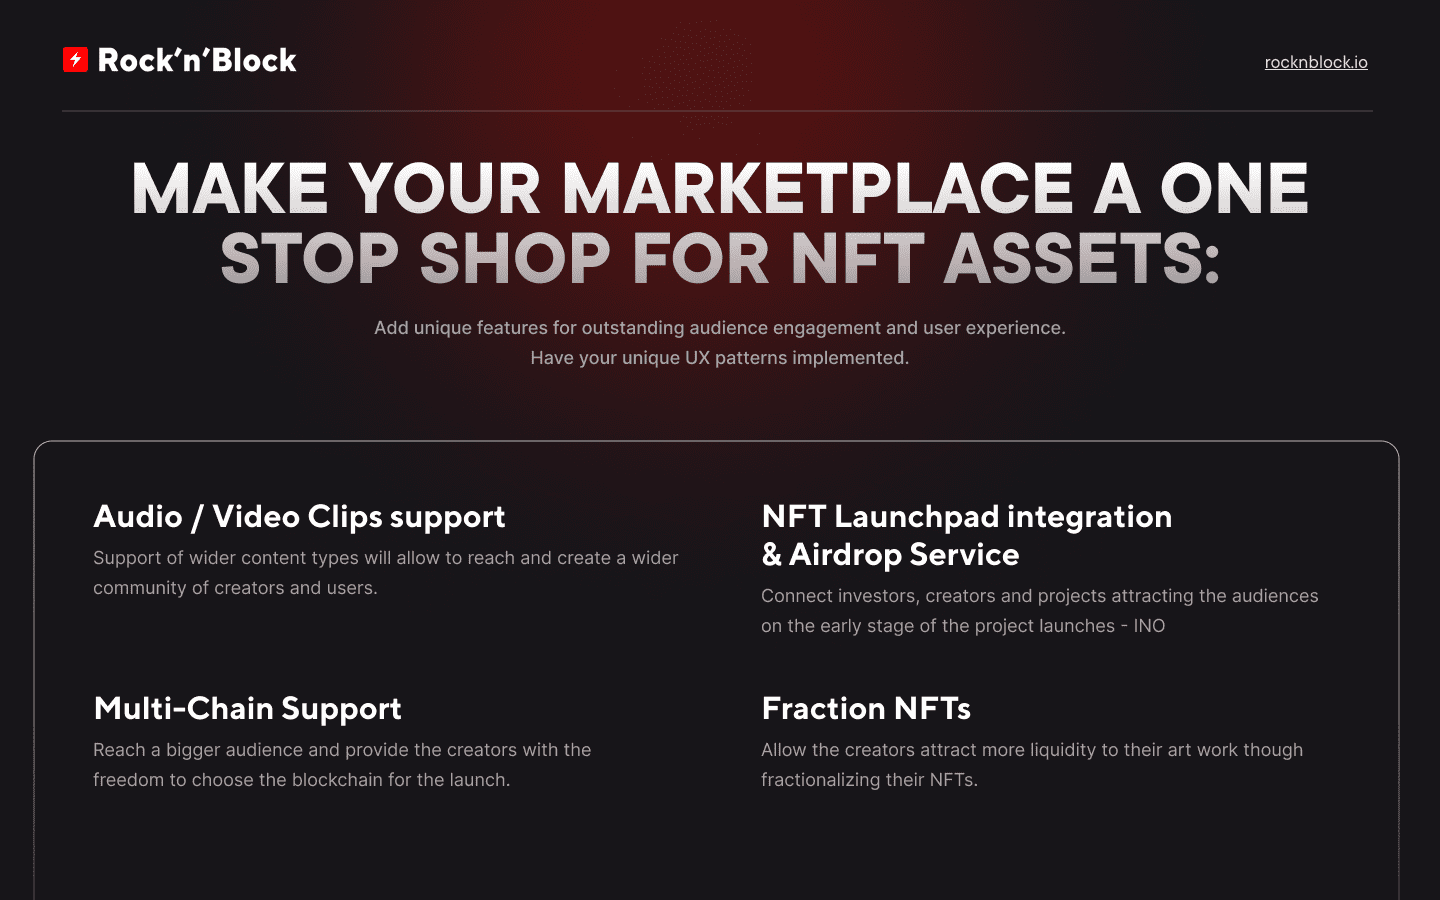 Rock’n’Block
rocknblock.io
MAKE YOUR MARKETPLACE A ONE
STOP SHOP FOR NFT ASSETS:
Add unique features for outstanding audience engagement and user experience.
Have your unique UX patterns implemented.
Audio / Video Clips support
Support of wider content types will allow to reach and create a wider
community of creators and users.
NFT Launchpad integration
& Airdrop Service
Connect investors, creators and projects attracting the audiences
on the early stage of the project launches - INO
Multi-Chain Support
Reach a bigger audience and provide the creators with the
freedom to choose the blockchain for the launch.
Fraction NFTs
Allow the creators attract more liquidity to their art work though
fractionalizing their NFTs.